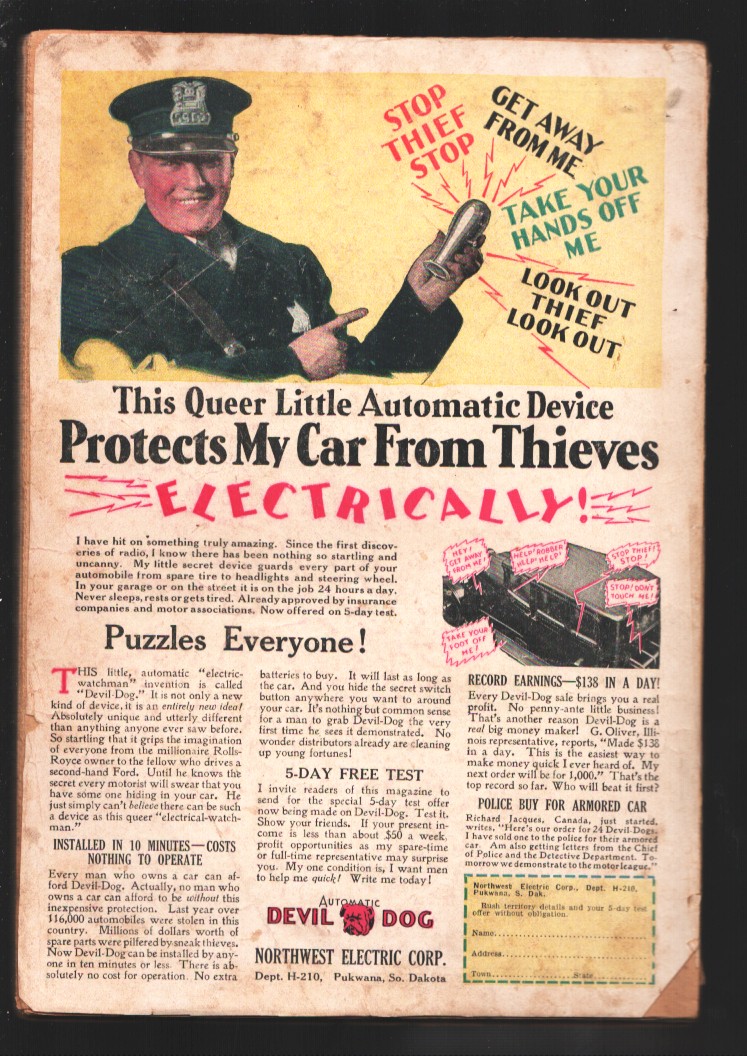 STOP
THIEF
STOP
GET AWAY
FROM ME
TAKE YOUR
HANDS OFF
ME
LOOK OUT
THIEF
LOOK OUT
This Queer Little Automatic Device
Protects My Car From Thieves
ELECTRICALLY!
I have hit on something truly amazing. Since the first discov-
eries of radio, I know there has been nothing so startling and
uncanny. My little secret device guards every part of your
automobile from spare tire to headlights and steering wheel.
In your garage or on the street it is on the job 24 hours a day.
Never sleeps, rests or gets tired. Already approved by insurance
companies and motor associations. Now offered on 5-day test.
Puzzles Everyone!
HEY!
GET AWAY
FROM ME!
HELP! ROBBER
HELP! HELP!
STOP THIEF!
STOP!
STOP! DON'T
TOUCH ME!
TAKE YOUR
FOOT OFF
ME!
THIS little, automatic "electric-
watchman" invention is called
"Devil-Dog." It is not only a new
kind of device, it is an entirely new idea!
Absolutely unique and utterly different
than anything anyone ever saw before.
So startling that it grips the imagination
of everyone from the millionaire Rolls-
Royce owner to the fellow who drives a
second-hand Ford. Until he knows the
secret every motorist will swear that you
have some one hiding in your car. He
just simply can't believe there can be such
a device as this queer "electrical-watch-
man."
INSTALLED IN 10 MINUTES—COSTS
NOTHING TO OPERATE
Every man who owns a car can af-
ford Devil-Dog. Actually, no man who
owns a car can afford to be without this
inexpensive protection. Last year over
116,000 automobiles were stolen in this
country. Millions of dollars worth of
spare parts were pilfered by sneak thieves.
Now Devil-Dog can be installed by any-
one in ten minutes or less. There is ab-
solutely no cost for operation. No extra
batteries to buy. It will last as long as
the car. And you hide the secret switch
button anywhere you want to around
your car. It's nothing but common sense
for a man to grab Devil-Dog the very
first time he sees it demonstrated. No
wonder distributors already are cleaning
up young fortunes!
5-DAY FREE TEST
I invite readers of this magazine to
send for the special 5-day test offer
now being made on Devil-Dog. Test it.
Show your friends. If your present in-
come is less than about $50 a week,
profit opportunities as my spare-time
or full-time representative may surprise
you. My one condition is, I want men
to help me quick! Write me today!
AUTOMATIC
DEVIL DOG
NORTHWEST ELECTRIC CORP.
Dept. H-210, Pukwana, So. Dakota
RECORD EARNINGS—$138 IN A DAY!
Every Devil-Dog sale brings you a real
profit. No penny-ante little business!
That's another reason Devil-Dog is a
real big money maker! G. Oliver, Illi-
nois representative, reports, "Made $138
in a day. This is the easiest way to
make money quick I ever heard of. My
next order will be for 1,000." That's the
top record so far. Who will beat it first?
POLICE BUY FOR ARMORED CAR
Richard Jacques, Canada, just started,
writes, "Here's our order for 24 Devil-Dogs.
I have sold one to the police for their armored
car. Am also getting letters from the Chief
of Police and the Detective Department. To-
morrow we demonstrate to the motor league."
Northwest Electric Corp., Dept. H-210,
Pukwana, S. Dak.
Rush territory details and your 5-day test
offer without obligation.
Name
Address
Town State